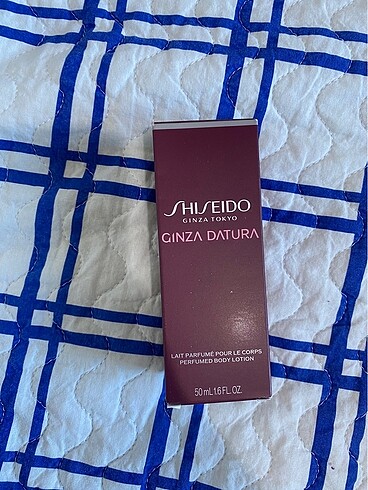 SHISEIDO
GINZA TOKYO
GINZA DATURA
LAIT PARFUMÉ POUR LE CORPS
PERFUMED BODY LOTION
50 mL 1.6 FL. OZ.